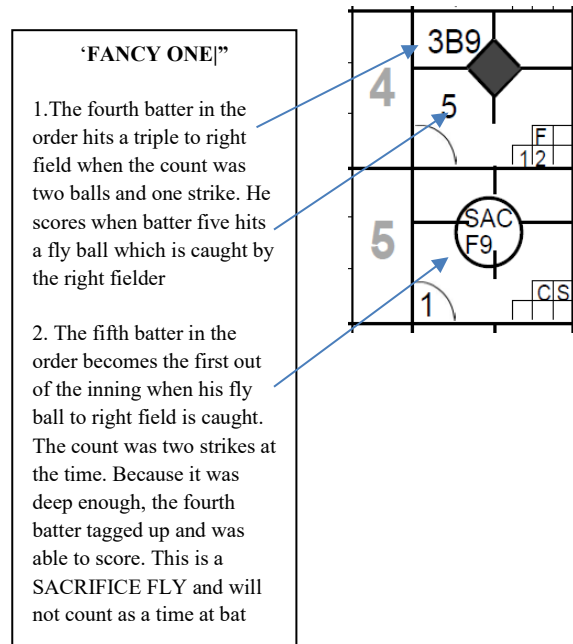 ‘FANCY ONE|”
1.The fourth batter in the
order hits a triple to right
field when the count was
two balls and one strike. He
scores when batter five hits
a fly ball which is caught by
the right fielder
2. The fifth batter in the
order becomes the first out
of the inning when his fly
ball to right field is caught.
The count was two strikes at
the time. Because it was
deep enough, the fourth
batter tagged up and was
able to score. This is a
SACRIFICE FLY and will
not count as a time at bat
3B9
4
5
F
1 2
5
SAC
F9
C S
1